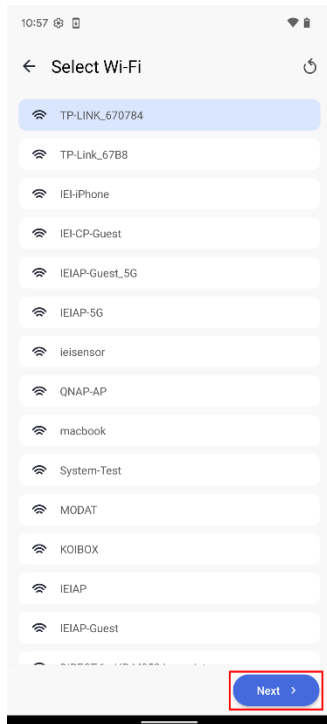 10:57
Select Wi-Fi
TP-LINK_670784
TP-Link_67B8
IEI-iPhone
IEI-CP-Guest
IEIAP-Guest_5G
IEIAP-5G
ieisensor
QNAP-AP
macbook
System-Test
MODAT
KOIBOX
IEIAP
IEIAP-Guest
Next